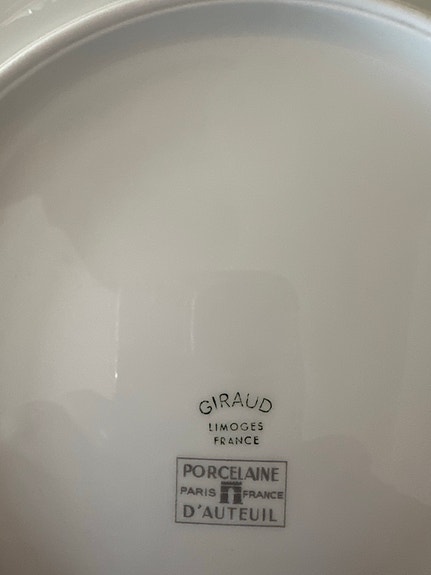 GIRAUD
LIMOGES
FRANCE
PORCELAINE
PARIS FRANCE
D'AUTEUIL